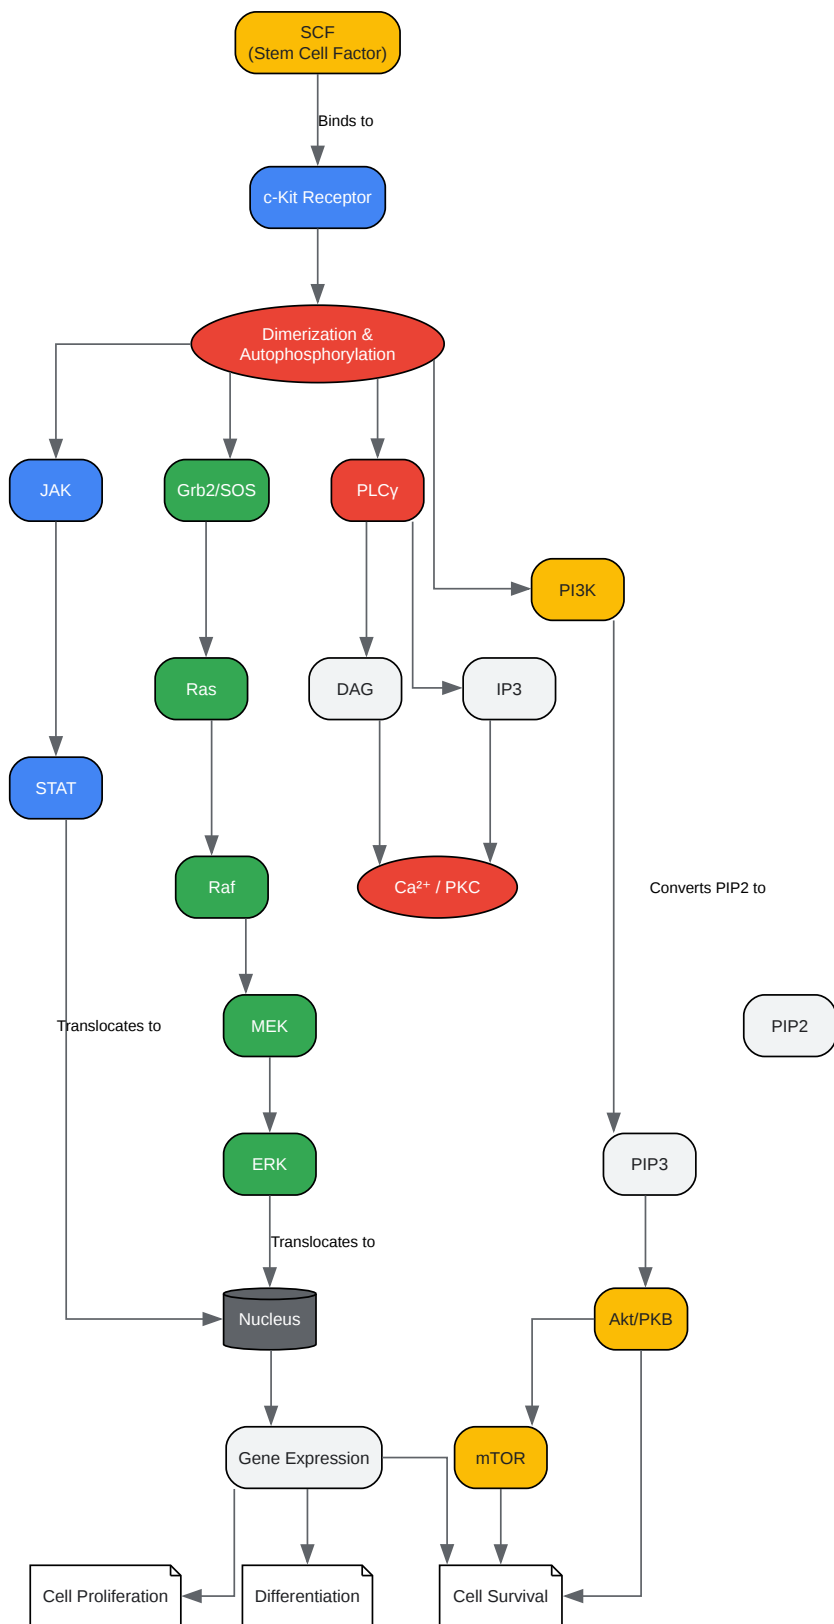 SCF
(Stem Cell Factor)
Binds to
c-Kit Receptor
Dimerization &
Autophosphorylation
JAK
Grb2/SOS
PLCγ
PI3K
Ras
DAG
IP3
STAT
Raf
Ca²⁺ / PKC
Converts PIP2 to
Translocates to
MEK
PIP2
ERK
PIP3
Translocates to
Nucleus
Akt/PKB
Gene Expression
mTOR
Cell Proliferation
Differentiation
Cell Survival